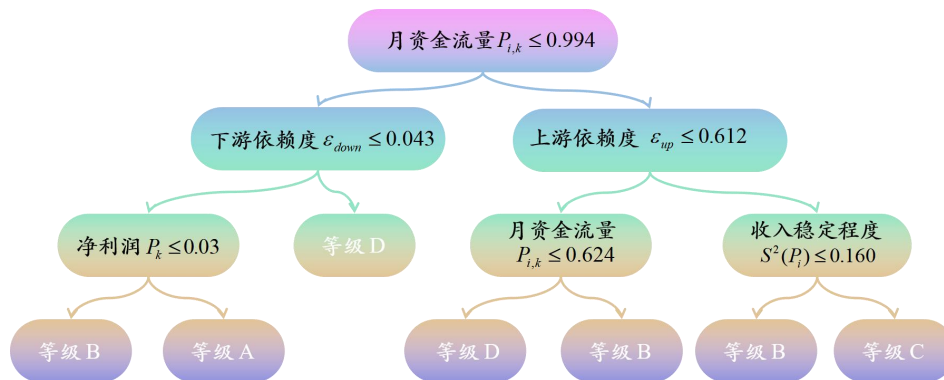 月资金流量 P_{i,k} ≤ 0.994
下游依赖度 ε_{down} ≤ 0.043
上游依赖度 ε_{up} ≤ 0.612
净利润 P_k ≤ 0.03
等级 D
月资金流量
P_{i,k} ≤ 0.624
收入稳定程度
S^2(P_i) ≤ 0.160
等级 B
等级 A
等级 D
等级 B
等级 B
等级 C